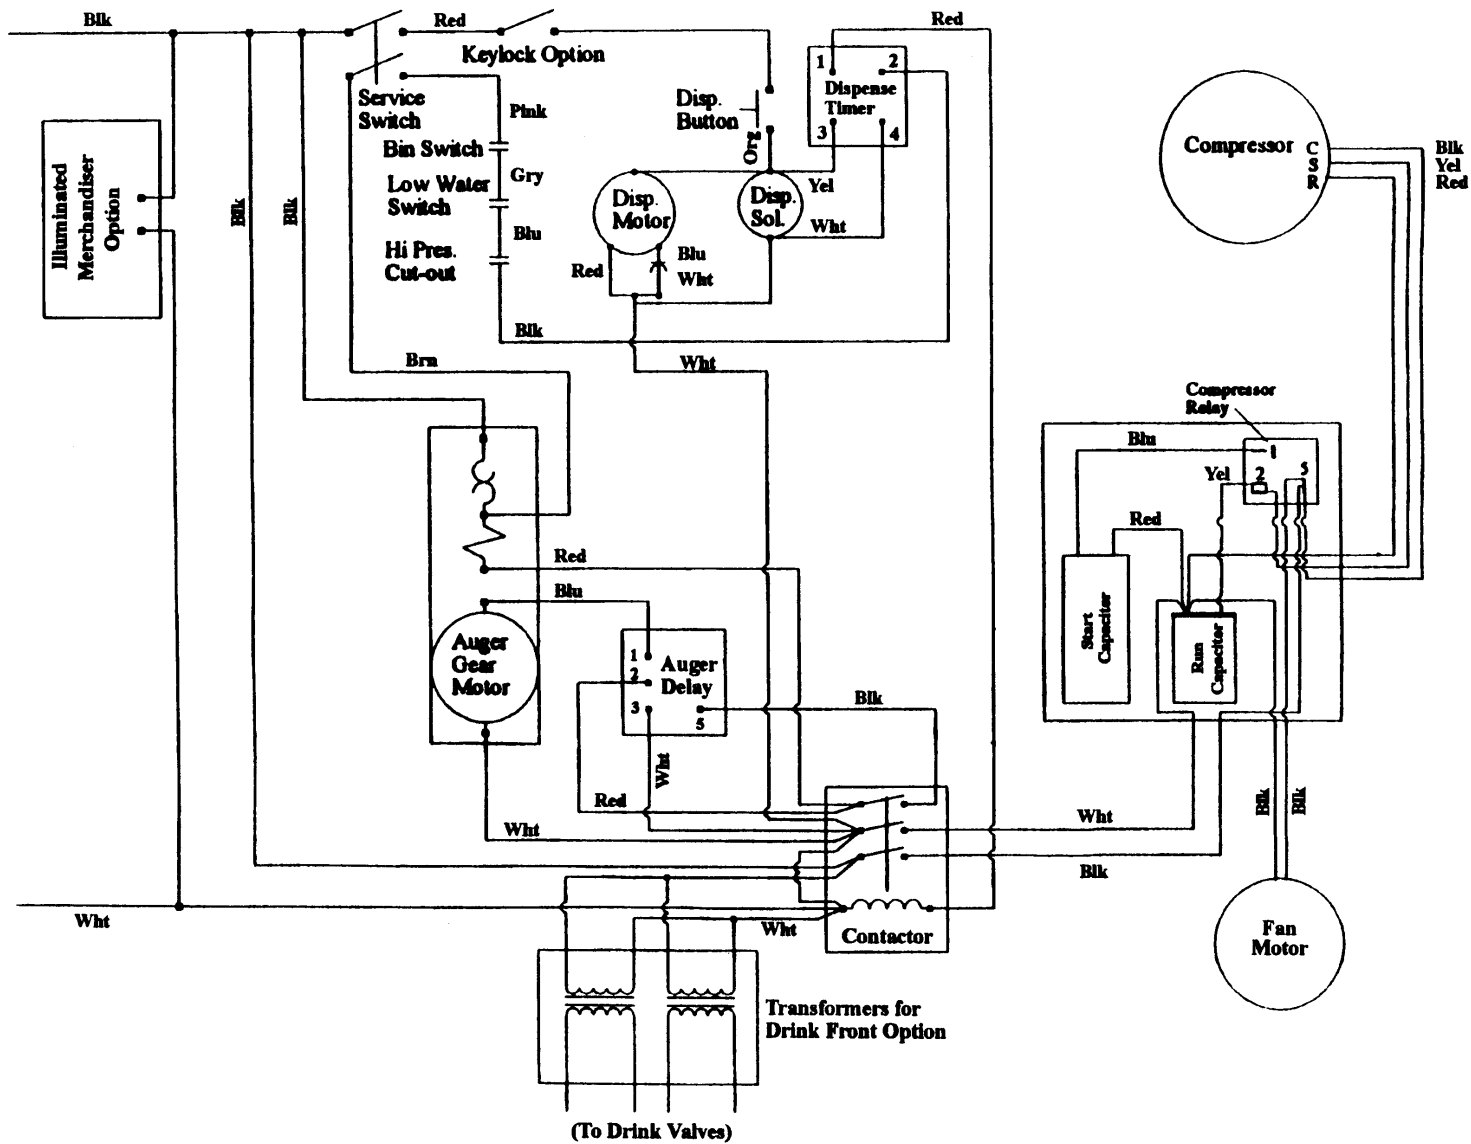 Blk
Red
Keylock Option
Red
Service
Switch
Pink
Bin Switch
Gry
Low Water
Switch
Blu
Hi Pres.
Cut-out
Blk
Disp.
Button
Org
1
2
Dispense
Timer
3
4
Yel
Wht
Disp.
Motor
Disp.
Sol.
Red
Blu
Wht
Wht
Compressor
C
S
R
Blk
Yel
Red
Illuminated
Merchandiser
Option
Blk
Blk
Brn
Red
Blu
Auger
Gear
Motor
1
2
3
5
Auger
Delay
Blk
Wht
Red
Wht
Wht
Wht
Contactor
Wht
Blk
Compressor
Relay
Blu
1
Yel
2
5
Red
Start
Capacitor
Run
Capacitor
Blk
Blk
Fan
Motor
Transformers for
Drink Front Option
(To Drink Valves)